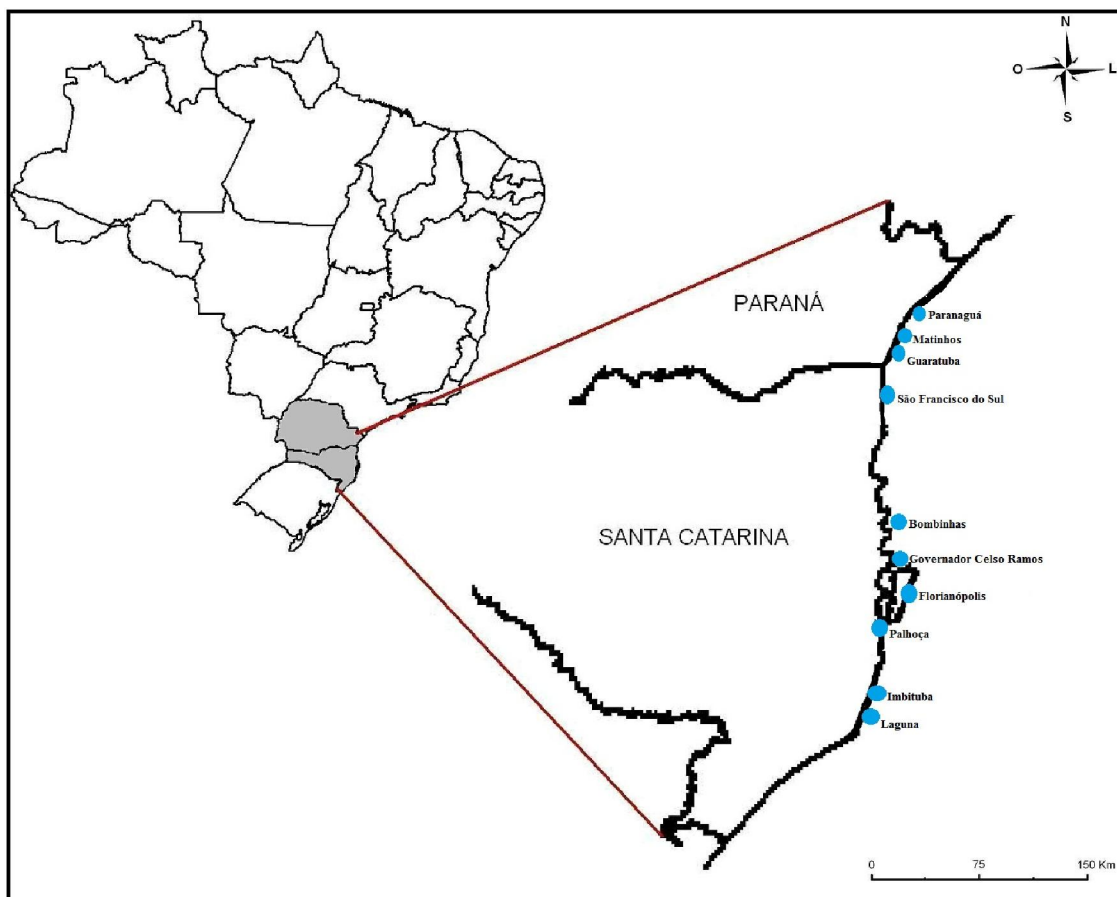 N
O
L
S
PARANÁ
Paranaguá
Matinhos
Guaratuba
São Francisco do Sul
Bombinhas
SANTA CATARINA
Governador Celso Ramos
Florianópolis
Palhoça
Imbituba
Laguna
0 75 150 Km